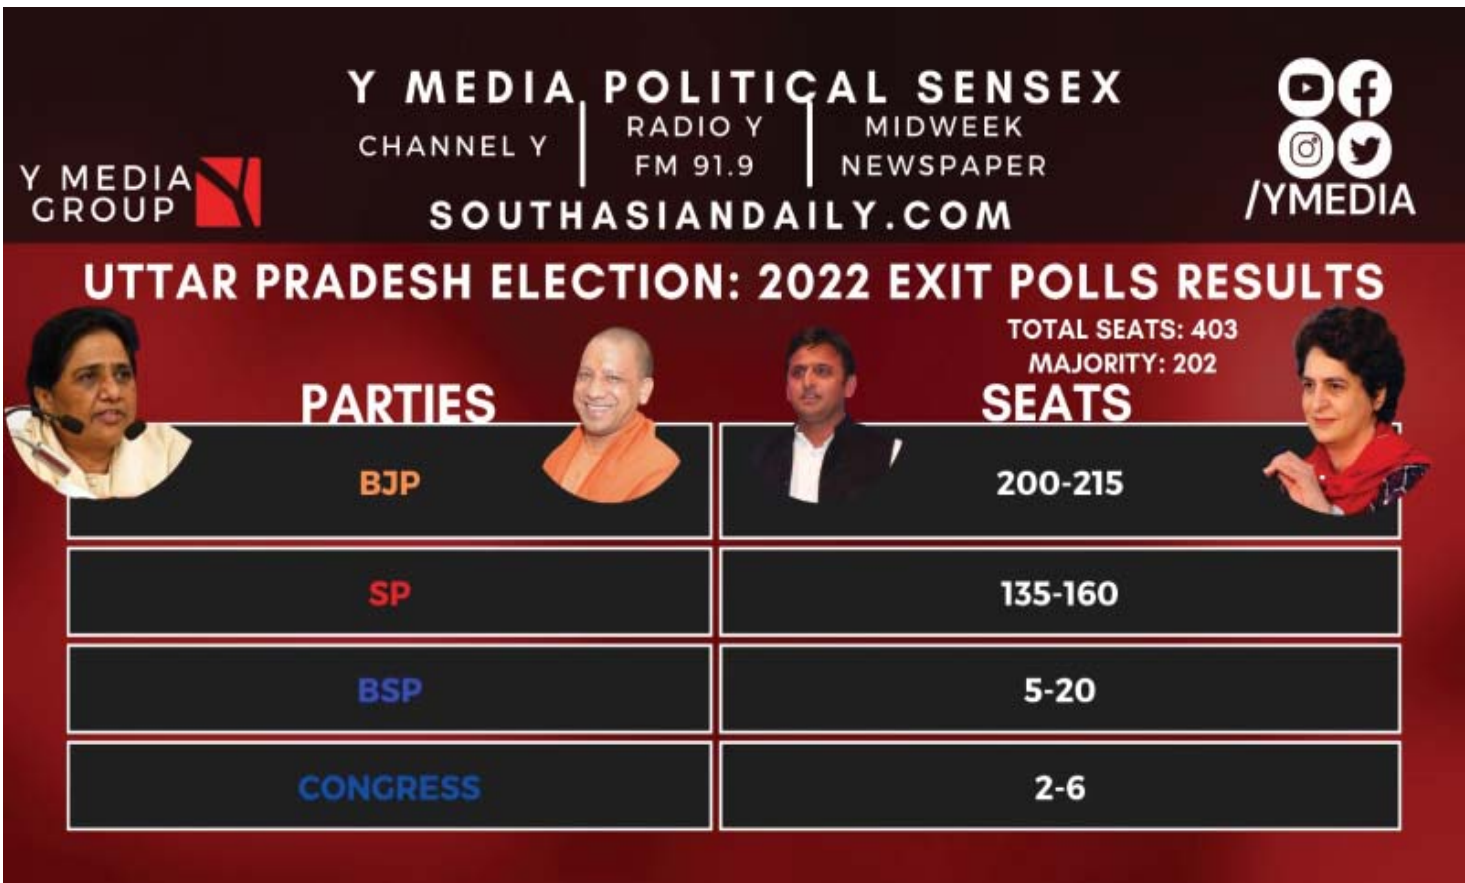 Y MEDIA POLITICAL SENSEX
CHANNEL Y
RADIO Y
FM 91.9
MIDWEEK
NEWSPAPER
SOUTHASIANDAILY.COM
Y MEDIA
GROUP
Y
/YMEDIA
UTTAR PRADESH ELECTION: 2022 EXIT POLLS RESULTS
TOTAL SEATS: 403
MAJORITY: 202
PARTIES SEATS
BJP 200-215
SP 135-160
BSP 5-20
CONGRESS 2-6